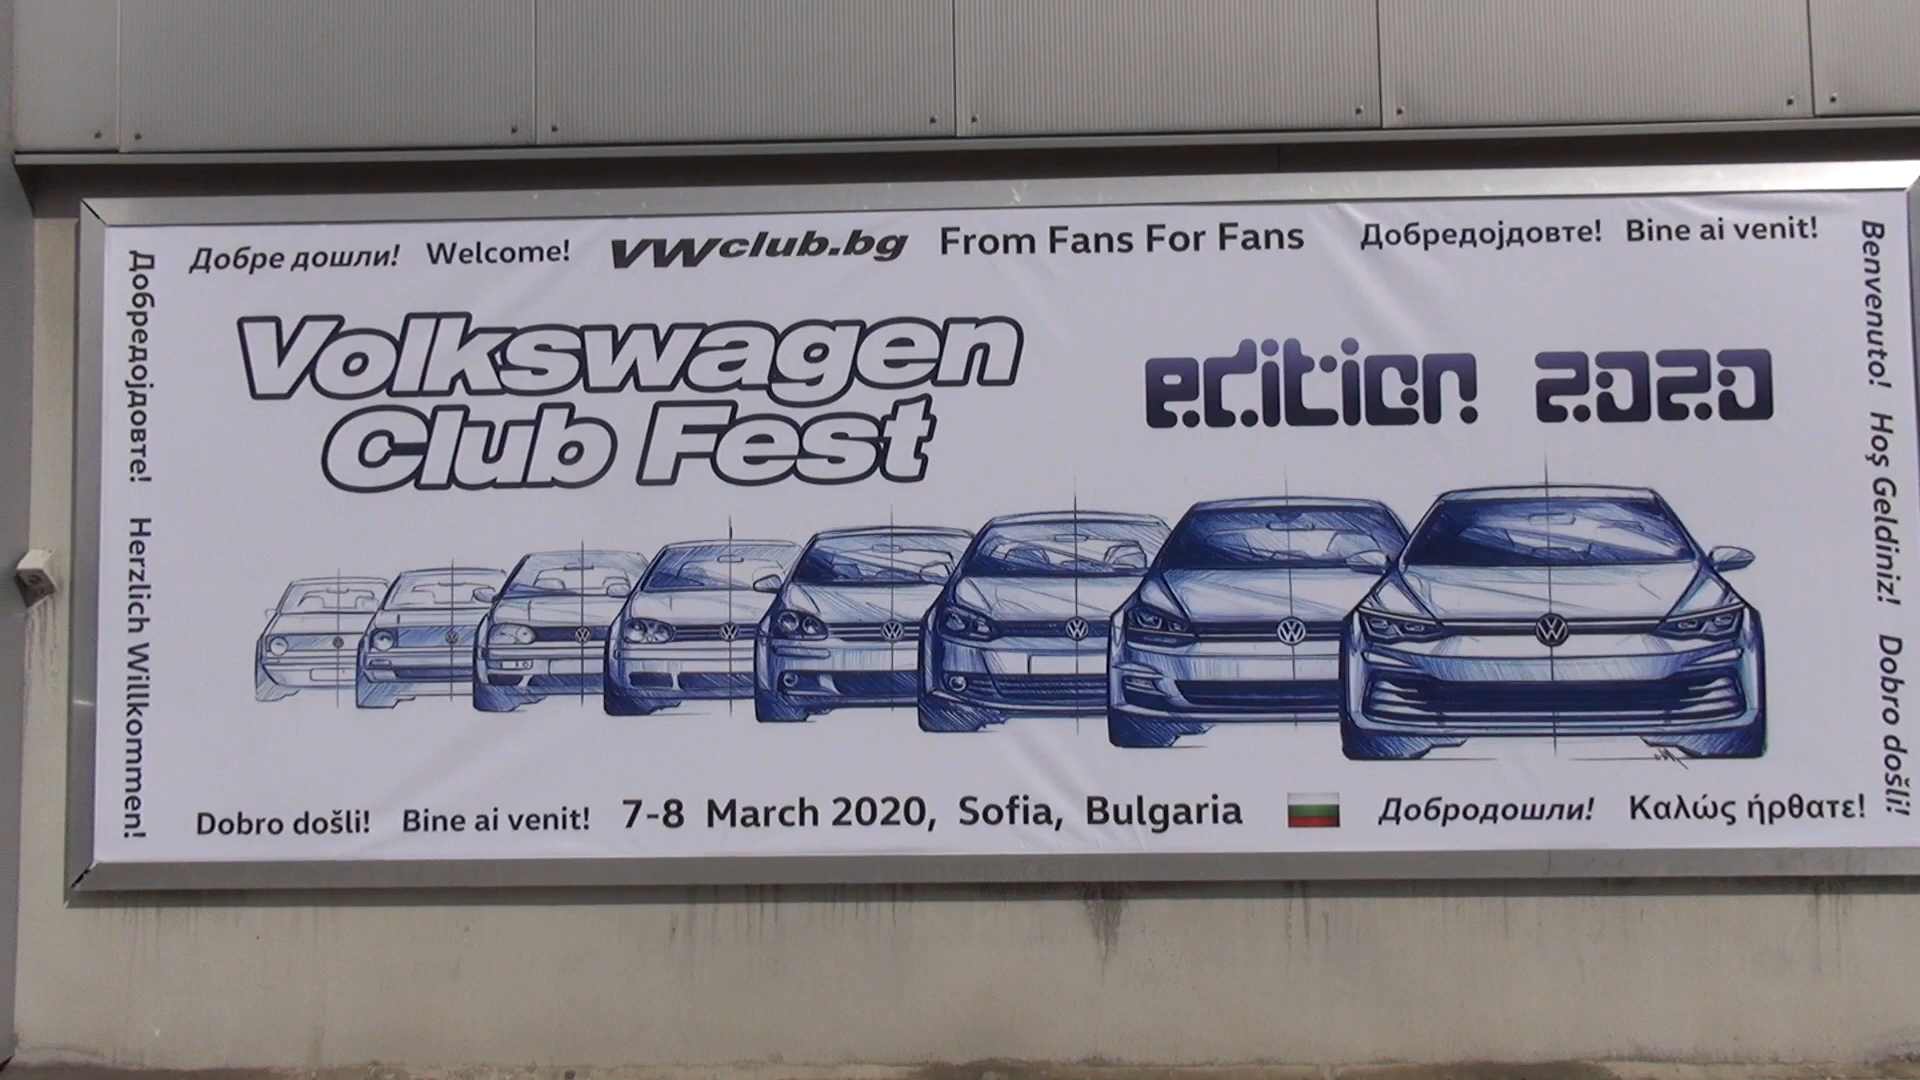 Добре дошли! Welcome! VWclub.bg From Fans For Fans Добредојдовте! Bine ai venit!
Добредојдовте! Herzlich Willkommen!
Volkswagen
Club Fest
edition 2020
Benvenuto! Hoş Geldiniz! Dobro došli!
Dobro došli! Bine ai venit! 7-8 March 2020, Sofia, Bulgaria Добродошли! Καλώς ήρθατε!